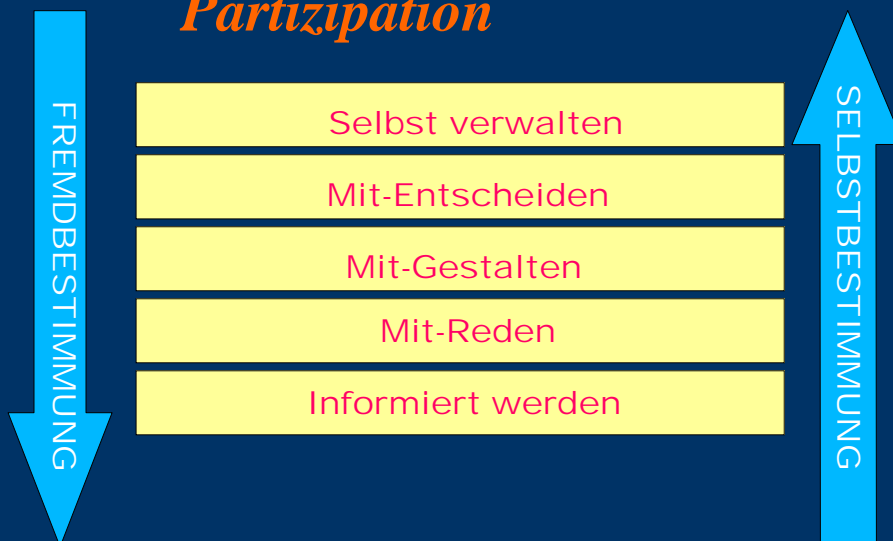 Partizipation
FREMDBESTIMMUNG
Selbst verwalten
Mit-Entscheiden
Mit-Gestalten
Mit-Reden
Informiert werden
SELBSTBESTIMMUNG